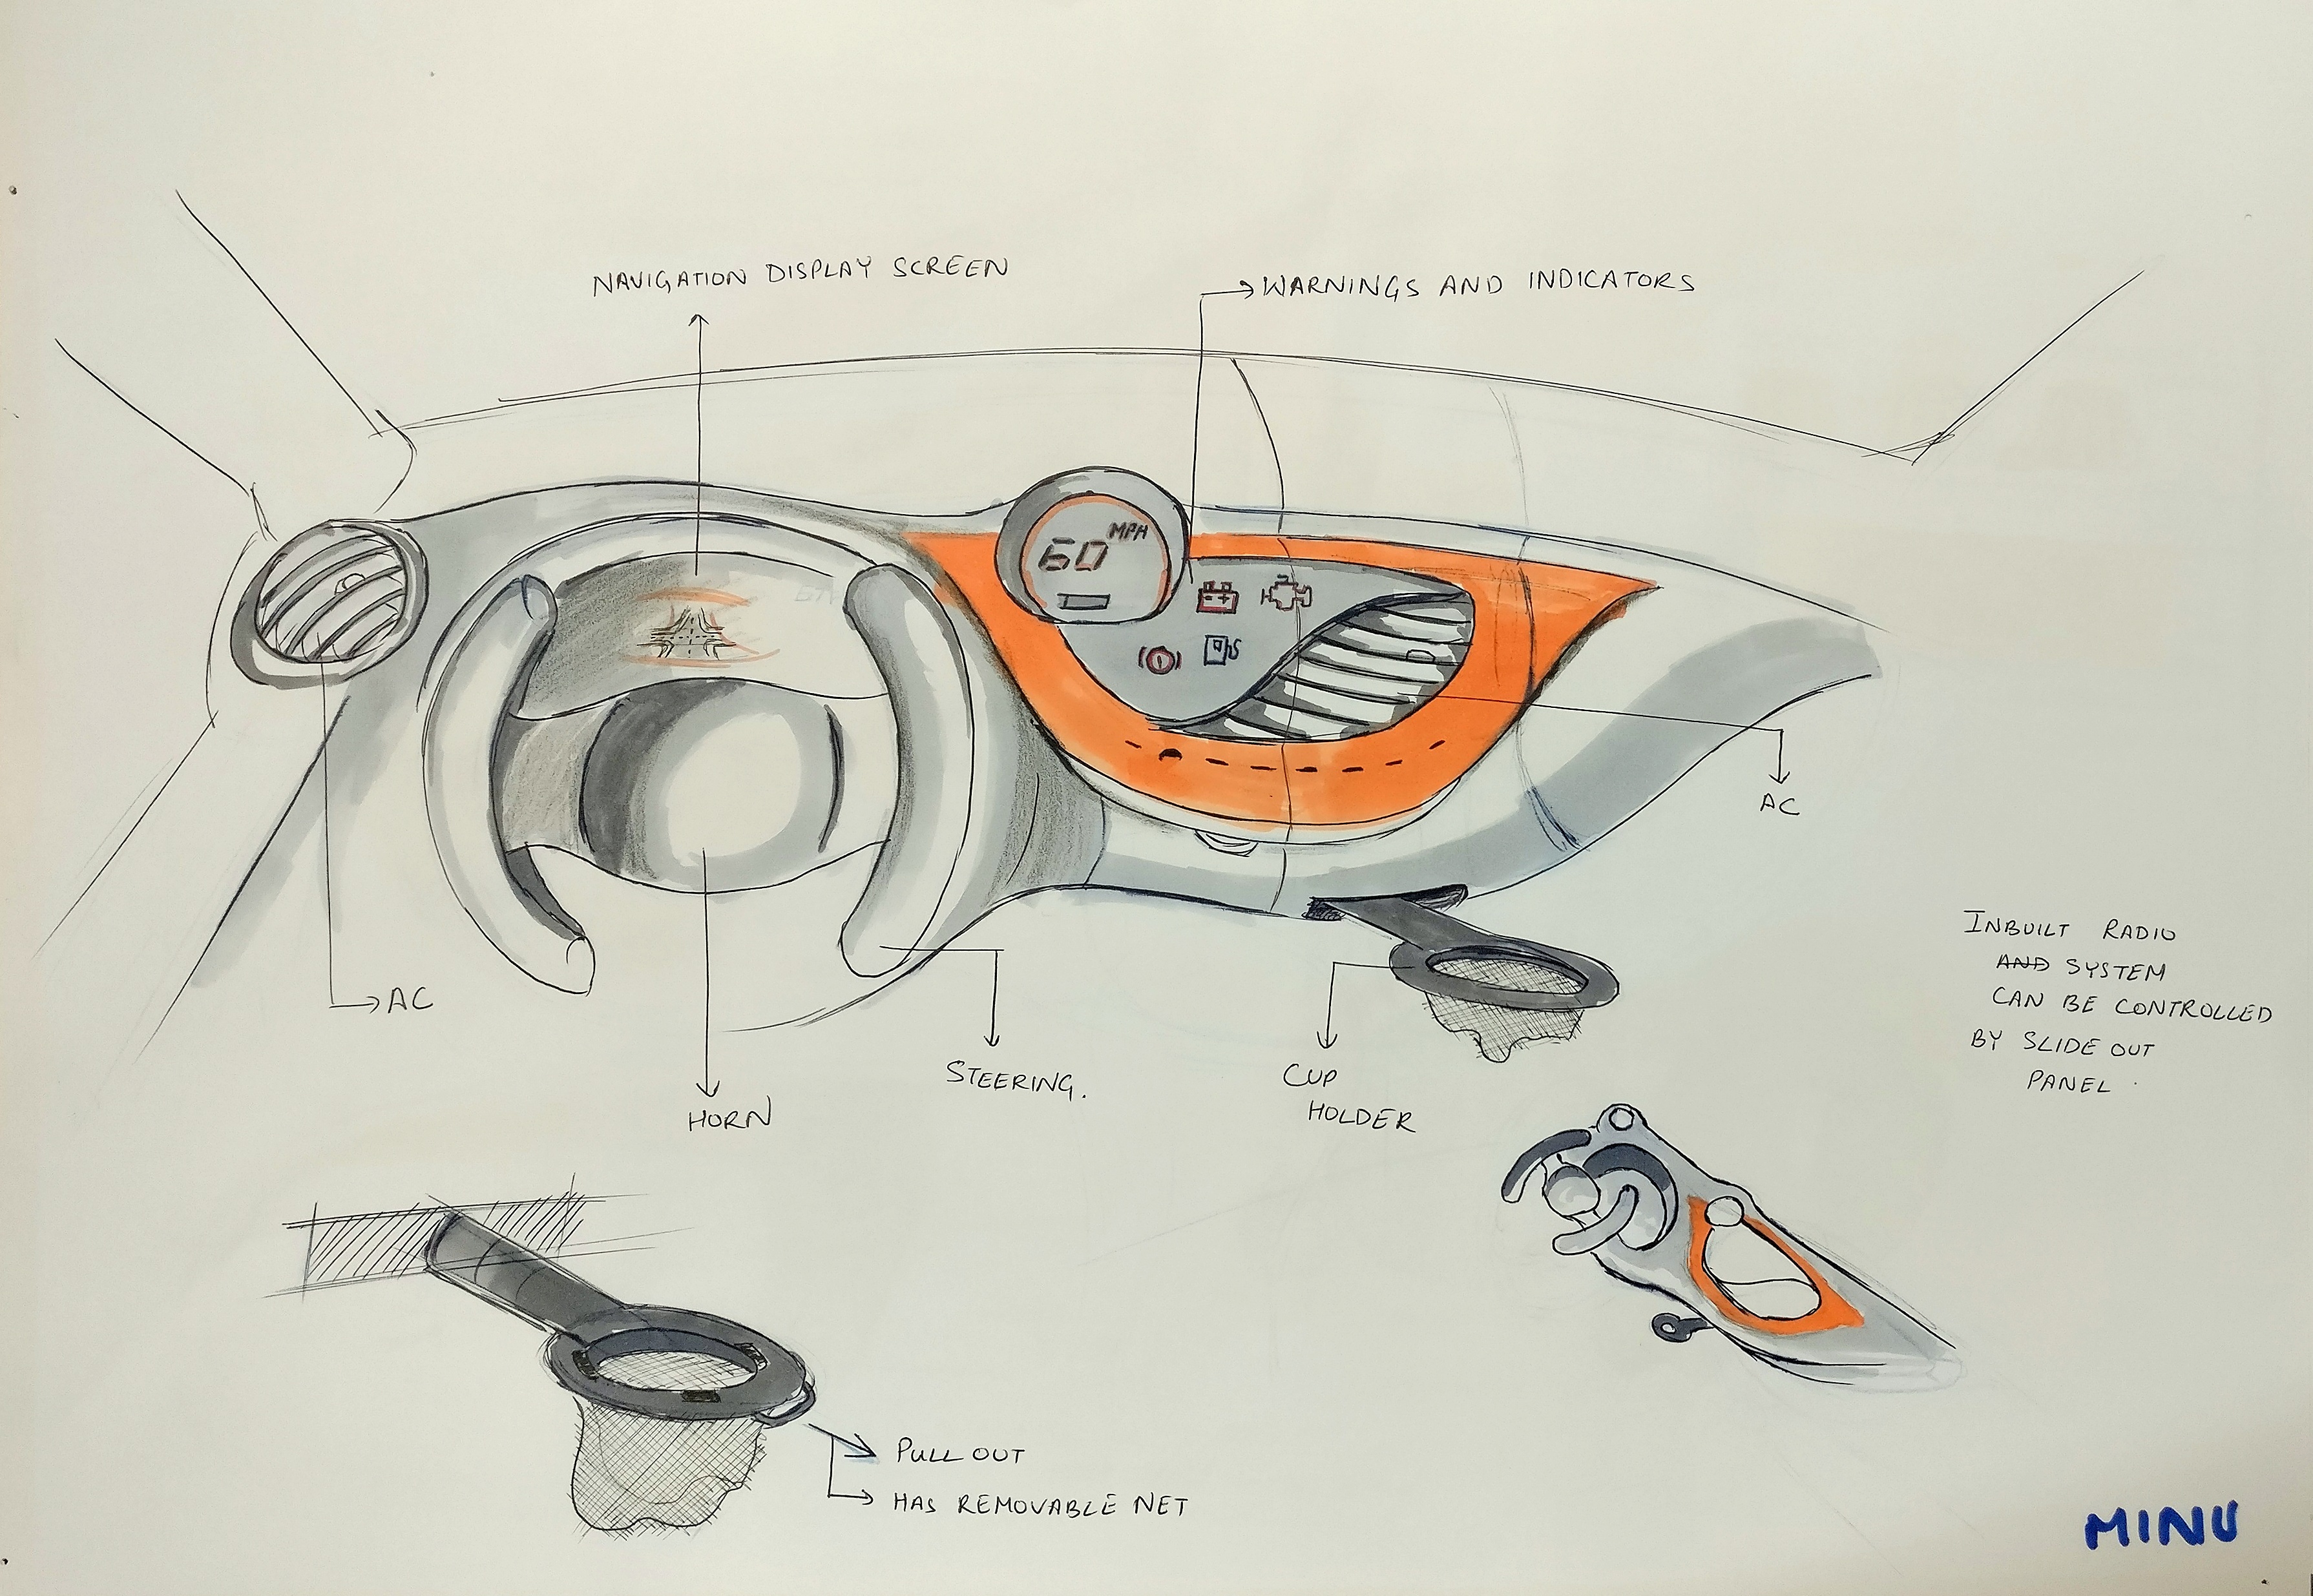 NAVIGATION DISPLAY SCREEN
WARNINGS AND INDICATORS
60 MPH
AC
AC
INBUILT RADIO
AND SYSTEM
CAN BE CONTROLLED
BY SLIDE OUT
PANEL.
STEERING.
CUP
HOLDER
HORN
PULL OUT
HAS REMOVABLE NET
MINU